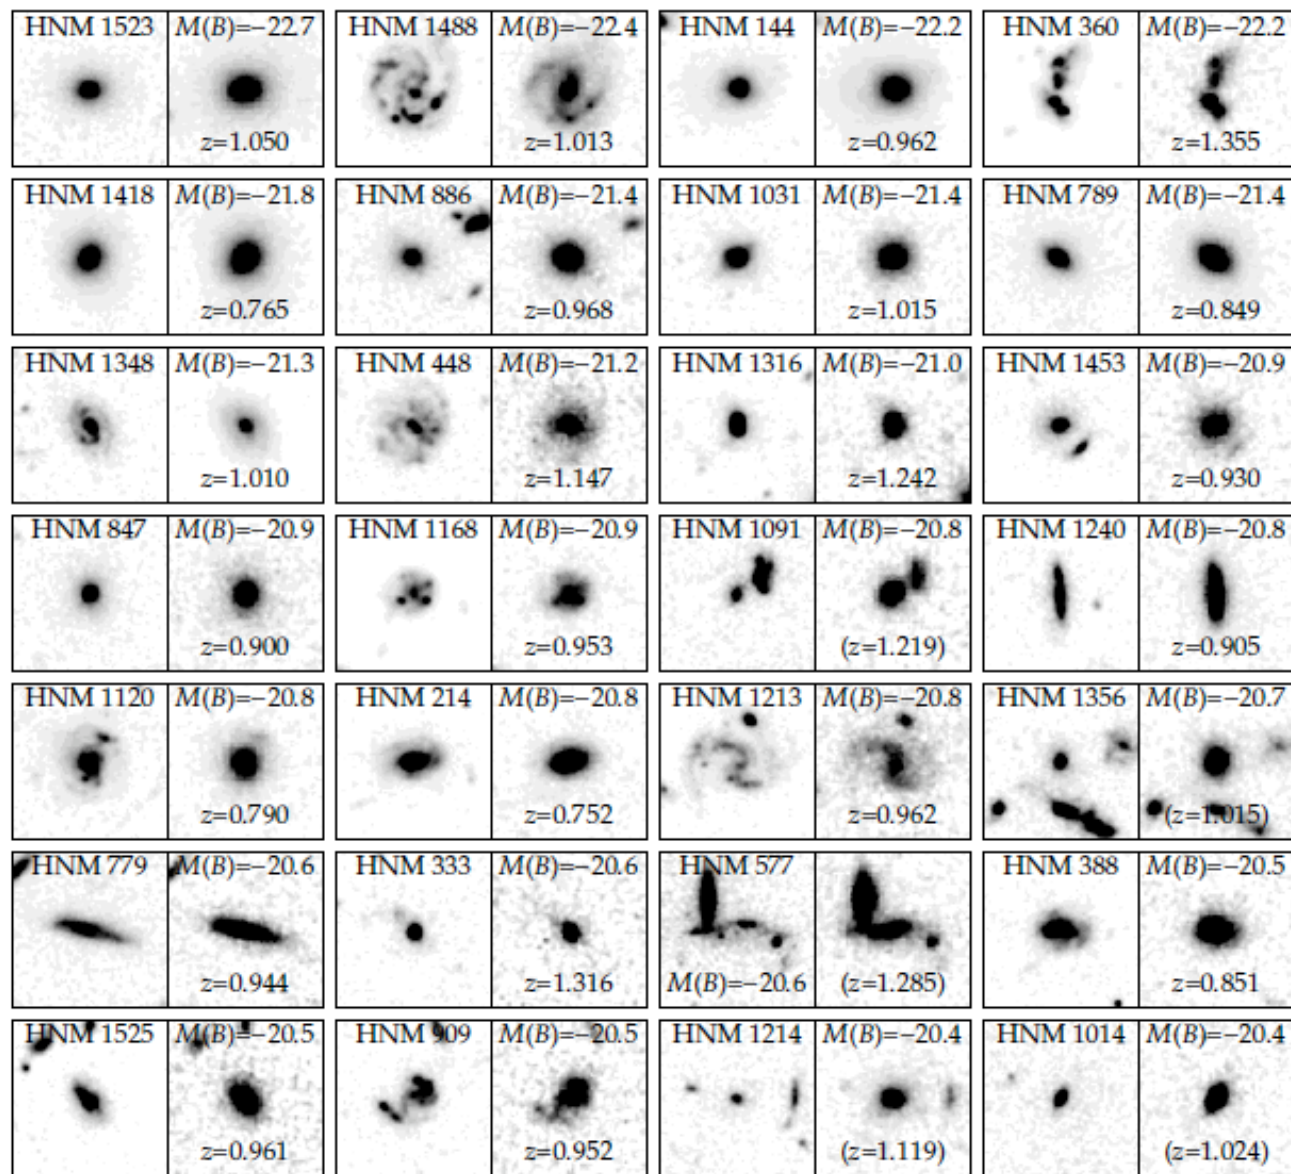 HNM 1523 M(B)=−22.7 HNM 1488 M(B)=−22.4 HNM 144 M(B)=−22.2 HNM 360 M(B)=−22.2
z=1.050 z=1.013 z=0.962 z=1.355
HNM 1418 M(B)=−21.8 HNM 886 M(B)=−21.4 HNM 1031 M(B)=−21.4 HNM 789 M(B)=−21.4
z=0.765 z=0.968 z=1.015 z=0.849
HNM 1348 M(B)=−21.3 HNM 448 M(B)=−21.2 HNM 1316 M(B)=−21.0 HNM 1453 M(B)=−20.9
z=1.010 z=1.147 z=1.242 z=0.930
HNM 847 M(B)=−20.9 HNM 1168 M(B)=−20.9 HNM 1091 M(B)=−20.8 HNM 1240 M(B)=−20.8
z=0.900 z=0.953 (z=1.219) z=0.905
HNM 1120 M(B)=−20.8 HNM 214 M(B)=−20.8 HNM 1213 M(B)=−20.8 HNM 1356 M(B)=−20.7
z=0.790 z=0.752 z=0.962 (z=1.015)
HNM 779 M(B)=−20.6 HNM 333 M(B)=−20.6 HNM 577 HNM 388 M(B)=−20.5
z=0.944 z=1.316 M(B)=−20.6 (z=1.285) z=0.851
HNM 1525 M(B)=−20.5 HNM 909 M(B)=−20.5 HNM 1214 M(B)=−20.4 HNM 1014 M(B)=−20.4
z=0.961 z=0.952 (z=1.119) (z=1.024)